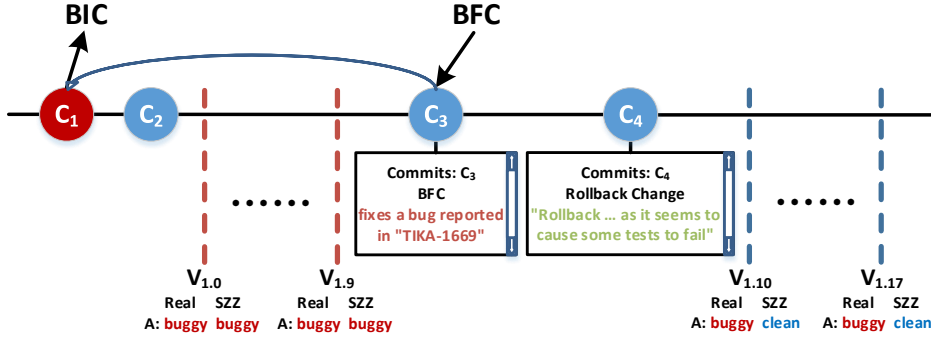 BIC
BFC
C1
C2
C3
C4
Commits: C3
BFC
fixes a bug reported
in "TIKA-1669"
Commits: C4
Rollback Change
"Rollback ... as it seems to
cause some tests to fail"
V1.0
Real SZZ
A: buggy buggy
V1.9
Real SZZ
A: buggy buggy
V1.10
Real SZZ
A: buggy clean
V1.17
Real SZZ
A: buggy clean